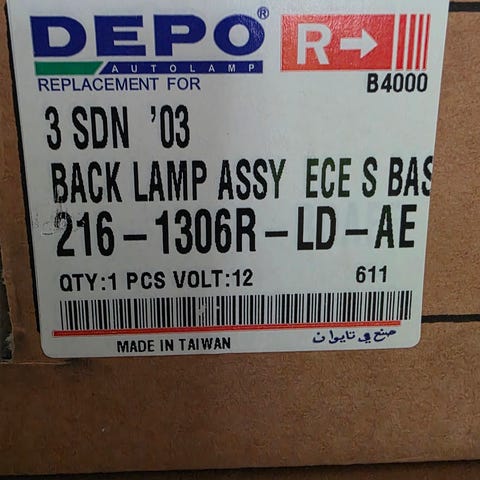 DEPO®
AUTOLAMP
R →
REPLACEMENT FOR
B4000
3 SDN '03
BACK LAMP ASSY ECE S BAS
216-1306R-LD-AE
QTY:1 PCS VOLT:12 611
MADE IN TAIWAN صنع في تايوان